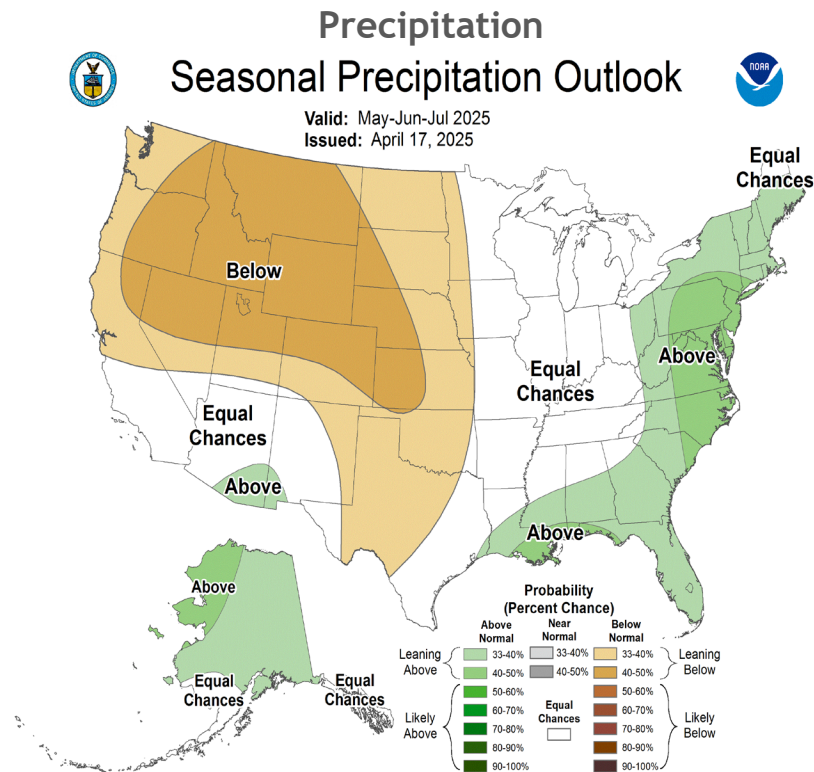 Precipitation
Seasonal Precipitation Outlook
NOAA
Valid: May-Jun-Jul 2025
Issued: April 17, 2025
Equal
Chances
Below
Above
Equal
Chances
Equal
Chances
Above
Above
Above
Equal
Chances
Equal
Chances
Probability
(Percent Chance)
Above
Normal
Near
Normal
Below
Normal
Leaning
Above
33-40%
33-40%
33-40%
Leaning
Below
40-50%
40-50%
40-50%
Likely
Above
50-60%
60-70%
70-80%
80-90%
90-100%
Equal
Chances
50-60%
60-70%
70-80%
80-90%
90-100%
Likely
Below